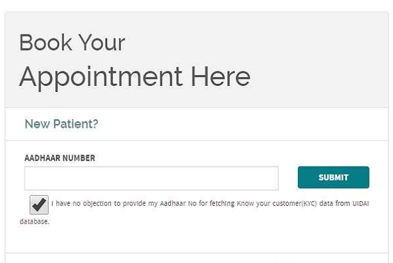 Book Your
Appointment Here
New Patient?
AADHAAR NUMBER
SUBMIT
I have no objection to provide my Aadhaar No for fetching Know your customer(KYC) data from UIDAI
database.